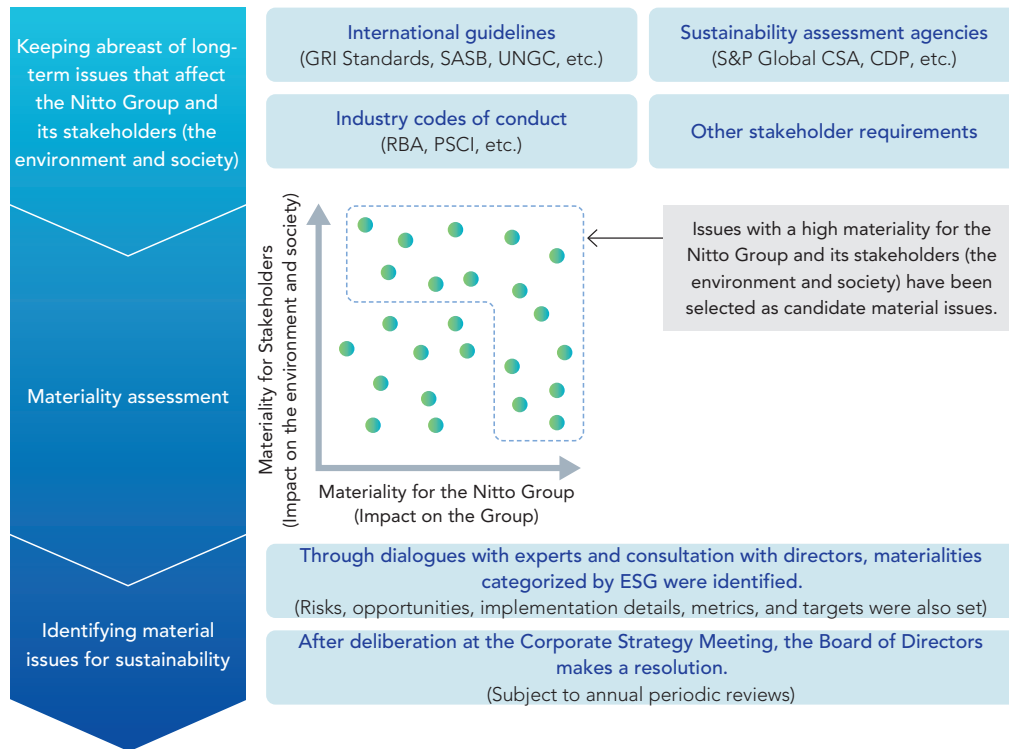 Keeping abreast of long-
term issues that affect
the Nitto Group and
its stakeholders (the
environment and society)
International guidelines
(GRI Standards, SASB, UNGC, etc.)
Sustainability assessment agencies
(S&P Global CSA, CDP, etc.)
Industry codes of conduct
(RBA, PSCI, etc.)
Other stakeholder requirements
Materiality assessment
Materiality for Stakeholders
(Impact on the environment and society)
Materiality for the Nitto Group
(Impact on the Group)
Issues with a high materiality for the
Nitto Group and its stakeholders (the
environment and society) have been
selected as candidate material issues.
Identifying material
issues for sustainability
Through dialogues with experts and consultation with directors, materialities
categorized by ESG were identified.
(Risks, opportunities, implementation details, metrics, and targets were also set)
After deliberation at the Corporate Strategy Meeting, the Board of Directors
makes a resolution.
(Subject to annual periodic reviews)